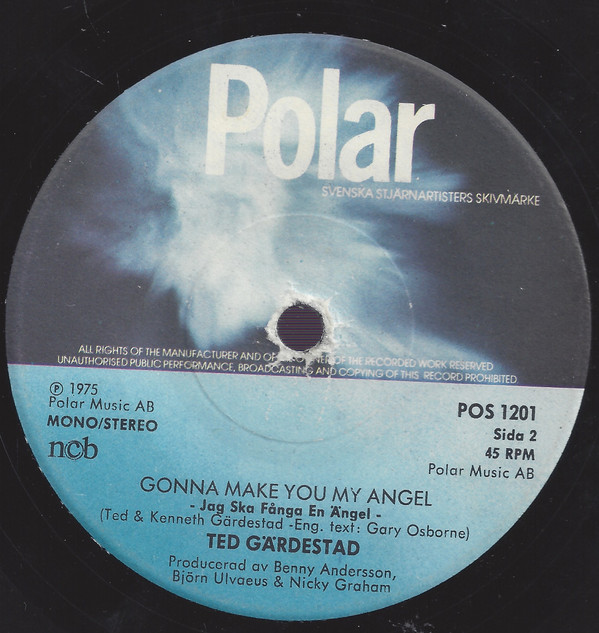 Polar
SVENSKA STJÄRNARTISTERS SKIVMÄRKE
ALL RIGHTS OF THE MANUFACTURER AND OF OWNER OF THE RECORDED WORK RESERVED
UNAUTHORISED PUBLIC PERFORMANCE, BROADCASTING AND COPYING OF THIS RECORD PROHIBITED
Ⓟ 1975
Polar Music AB
MONO/STEREO
ncb
POS 1201
Sida 2
45 RPM
Polar Music AB
GONNA MAKE YOU MY ANGEL
- Jag Ska Fånga En Ängel -
(Ted & Kenneth Gärdestad -Eng. text: Gary Osborne)
TED GÄRDESTAD
Producerad av Benny Andersson,
Björn Ulvaeus & Nicky Graham